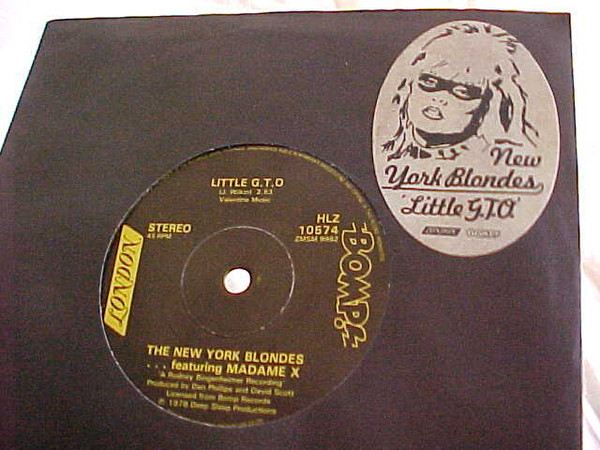 New
York Blondes
'Little G.T.O.'
LONDON
LITTLE G.T.O
(J. Wilkin) 2.53
Valentine Music
STEREO
45 RPM
HLZ
10574
LONDON
BOMP!
THE NEW YORK BLONDES
. . . featuring MADAME X
'A Rodney Bingenheimer Recording'
Produced by Dan Phillips and David Scott
Licensed from Bomp Records
℗ 1978 Deep Slag Productions